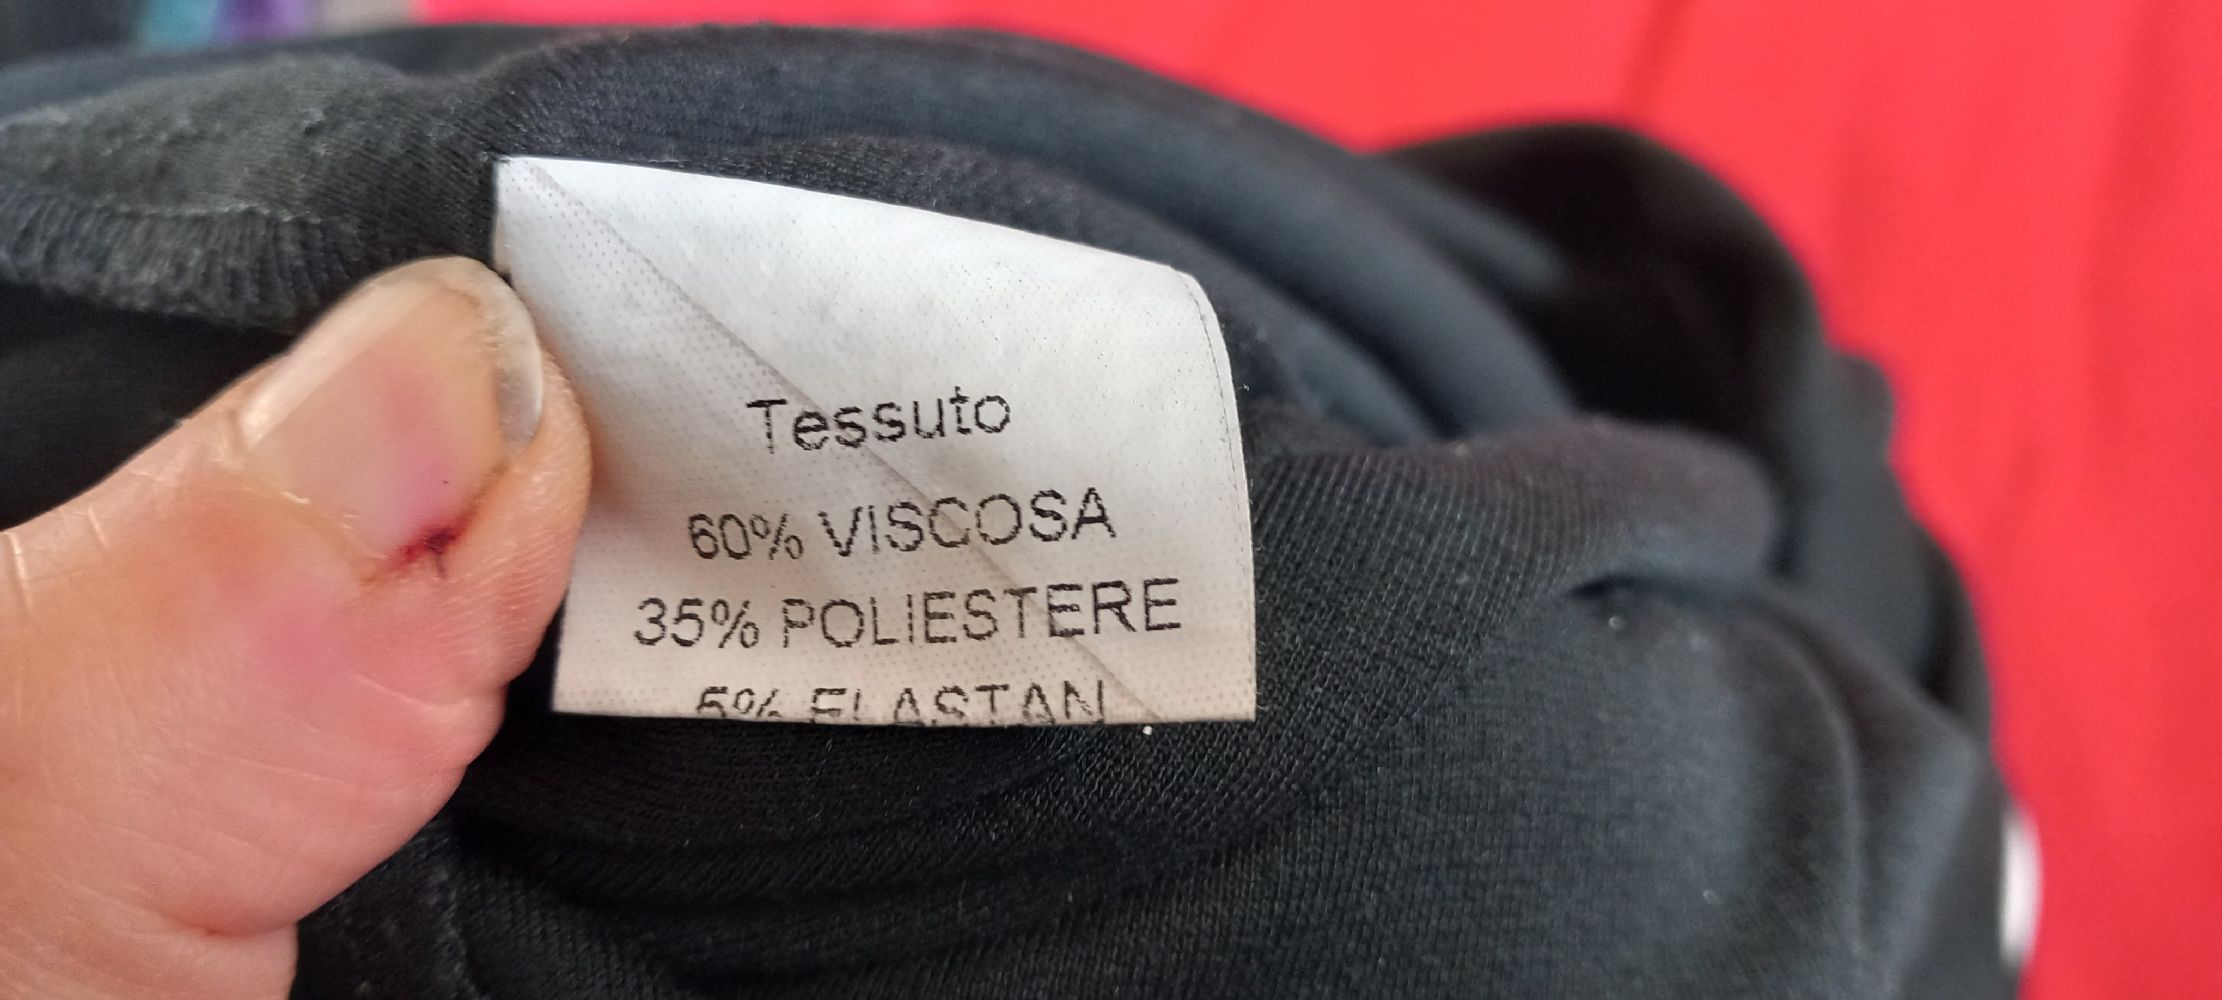 Tessuto
60% VISCOSA
35% POLIESTERE
5% ELASTAN